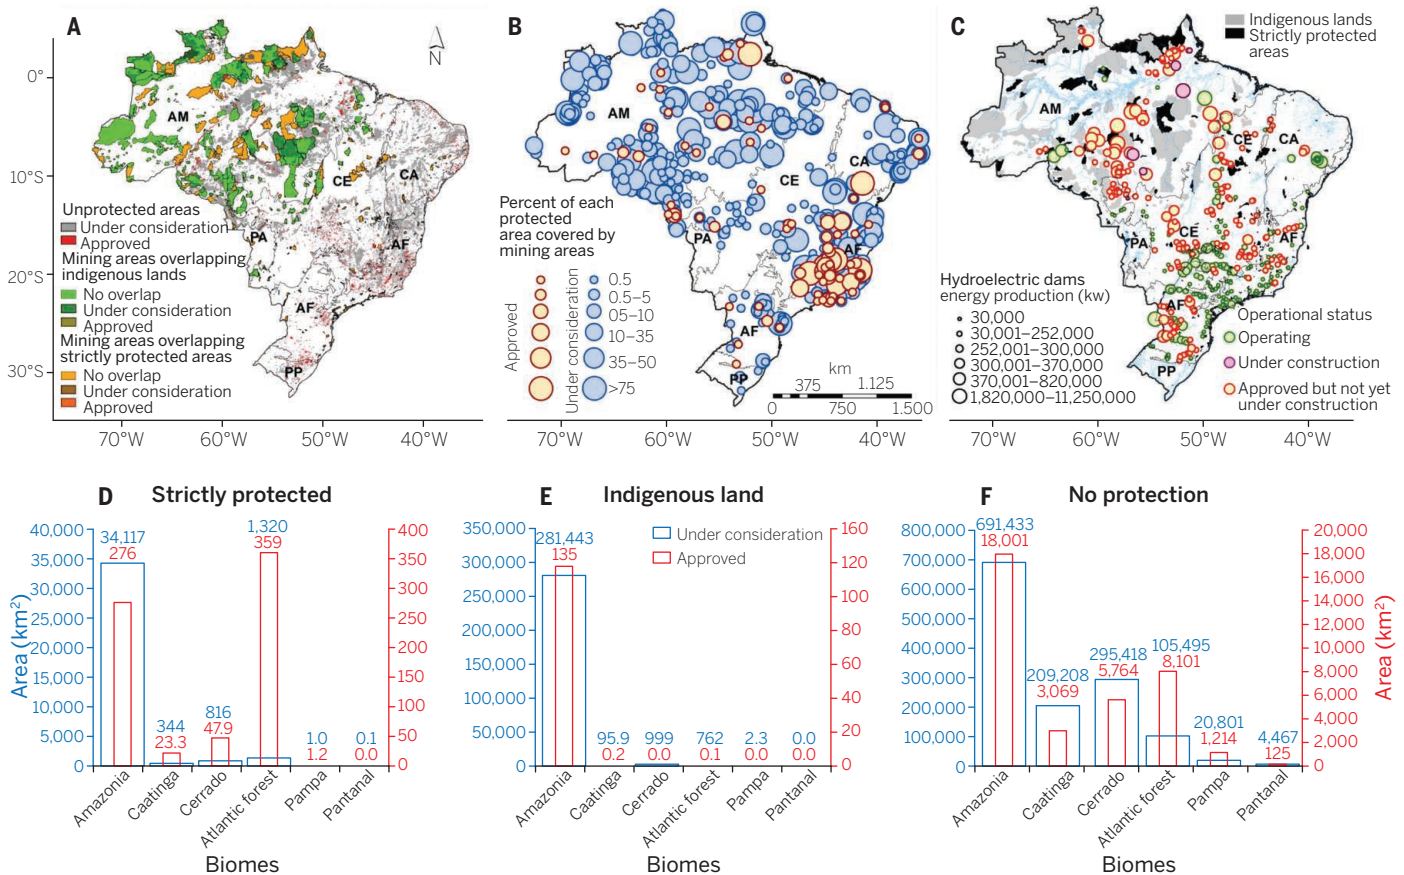 A
N
0°
10°S
20°S
30°S
AM
CE
CA
PA
AF
AF
PP
Unprotected areas
Under consideration
Approved
Mining areas overlapping
indigenous lands
No overlap
Under consideration
Approved
Mining areas overlapping
strictly protected areas
No overlap
Under consideration
Approved
70°W
60°W
50°W
40°W
B
AM
CA
CE
PA
AF
AF
PP
Percent of each
protected
area covered by
mining areas
Approved
Under consideration
0.5
0.5–5
05–10
10–35
35–50
>75
km
375
1.125
0
750
1.500
70°W
60°W
50°W
40°W
C
Indigenous lands
Strictly protected
areas
AM
CE
CA
PA
CE
AF
AF
PP
Hydroelectric dams
energy production (kw)
30,000
30,001–252,000
252,001–300,000
300,001–370,000
370,001–820,000
1,820,000–11,250,000
Operational status
Operating
Under construction
Approved but not yet
under construction
70°W
60°W
50°W
40°W
D
Strictly protected
Area (km²)
40,000
35,000
30,000
25,000
20,000
15,000
10,000
5,000
0
34,117
276
344
23.3
816
47.9
1,320
359
1.0
1.2
0.1
0.0
400
350
300
250
200
150
100
50
0
Amazonia
Caatinga
Cerrado
Atlantic forest
Pampa
Pantanal
Biomes
E
Indigenous land
Under consideration
Approved
350,000
300,000
250,000
200,000
150,000
100,000
50,000
0
281,443
135
95.9
0.2
999
0.0
762
0.1
2.3
0.0
0.0
0.0
160
140
120
100
80
60
40
20
0
Amazonia
Caatinga
Cerrado
Atlantic forest
Pampa
Pantanal
Biomes
F
No protection
800,000
700,000
600,000
500,000
400,000
300,000
200,000
100,000
0
691,433
18,001
209,208
3,069
295,418
5,764
105,495
8,101
20,801
1,214
4,467
125
20,000
18,000
16,000
14,000
12,000
10,000
8,000
6,000
4,000
2,000
0
Area (km²)
Amazonia
Caatinga
Cerrado
Atlantic forest
Pampa
Pantanal
Biomes